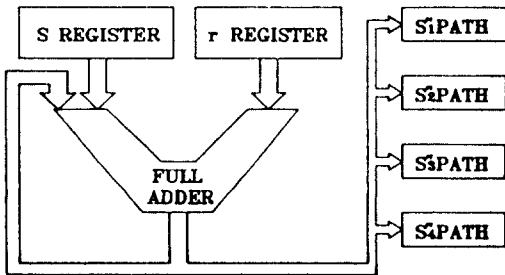 S REGISTER
r REGISTER
FULL
ADDER
S1PATH
S2PATH
S3PATH
S4PATH